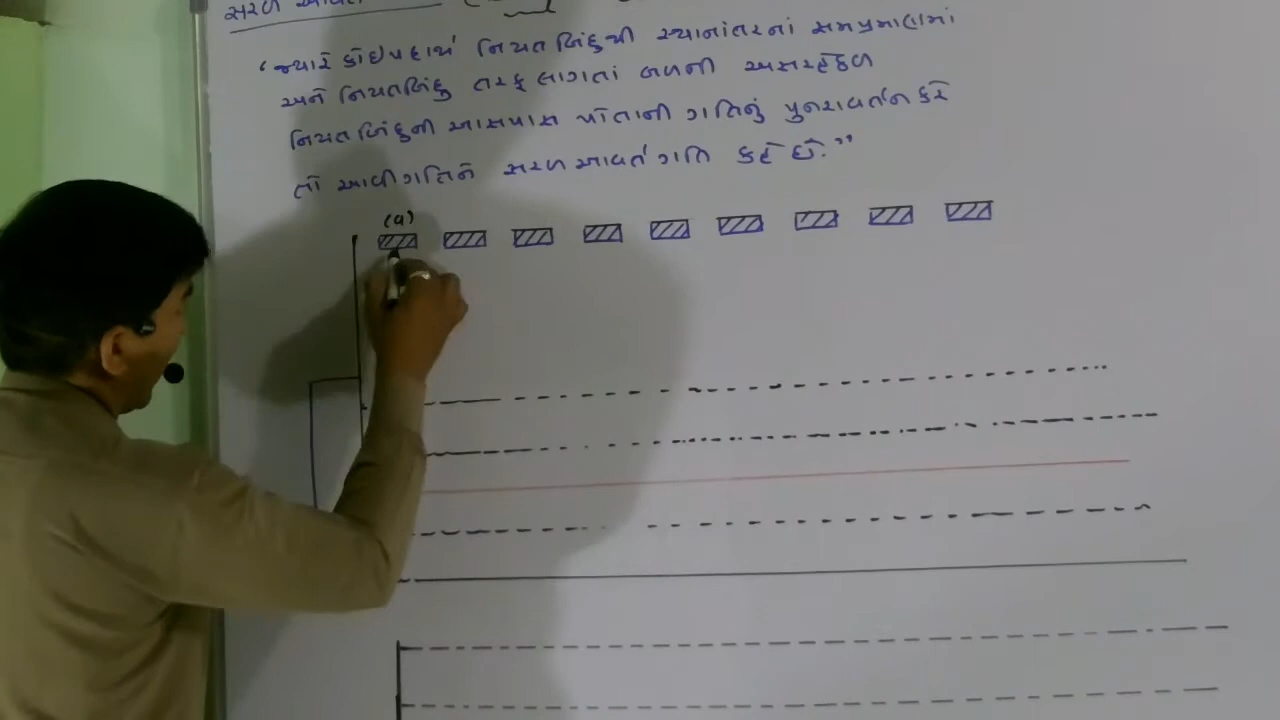 સરળ આવર્ત
“જ્યારે કોઇ પદાર્થ નિયતબિંદુથી સ્થાનાંતરનાં સમપ્રમાણમાં
અને નિયતબિંદુ તરફ લાગતાં બળની અસરહેઠળ
નિયતબિંદુની આસપાસ પોતાની ગતિનું પુનરાવર્તન કરે
તો આવી ગતિને સરળ આવર્ત ગતિ કહે છે.”
(a)